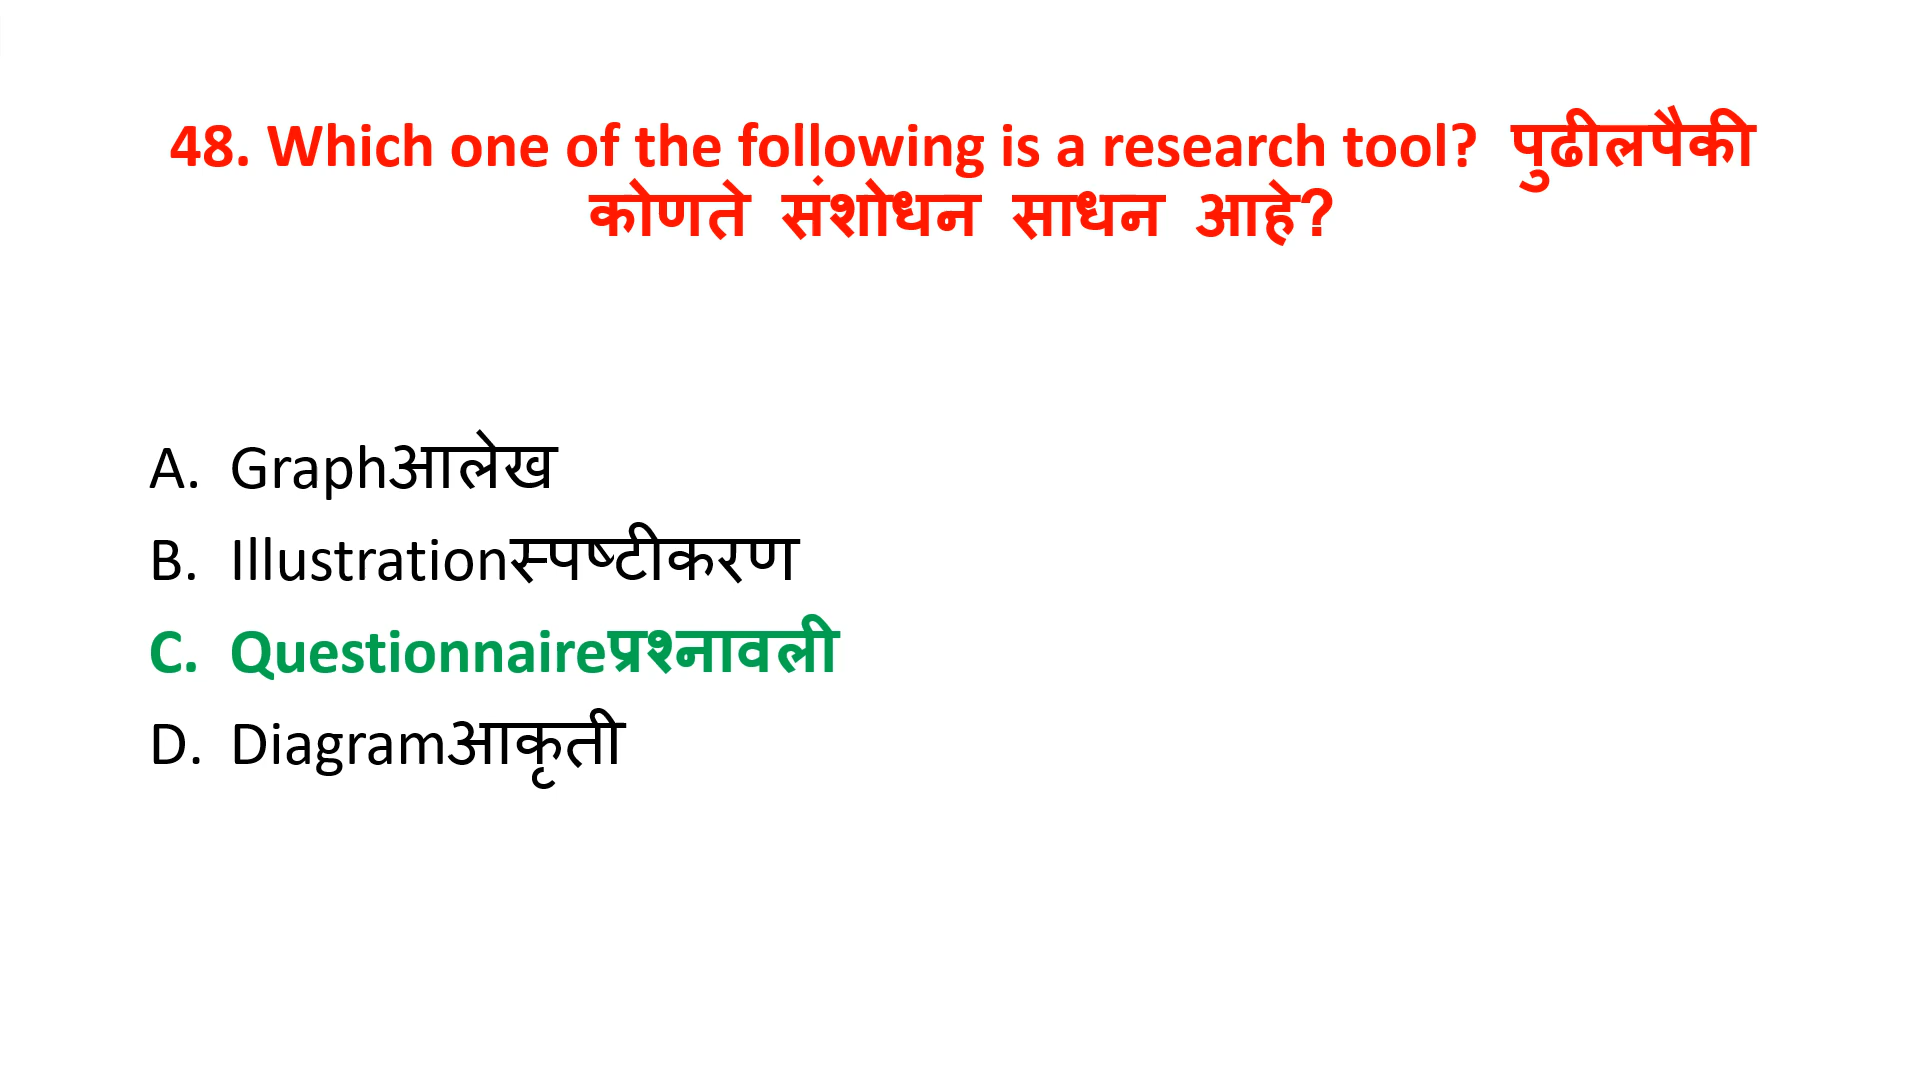 48. Which one of the following is a research tool? पुढीलपैकी
कोणते संशोधन साधन आहे?
A. Graphआलेख
B. Illustrationस्पष्टीकरण
C. Questionnaireप्रश्नावली
D. Diagramआकृती